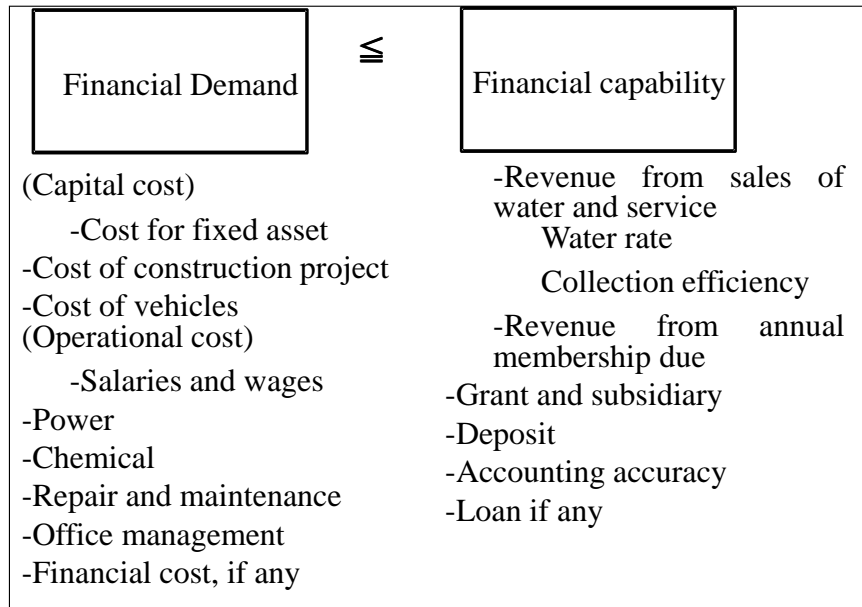 Financial Demand
≦
Financial capability
(Capital cost)
-Cost for fixed asset
-Cost of construction project
-Cost of vehicles
(Operational cost)
-Salaries and wages
-Power
-Chemical
-Repair and maintenance
-Office management
-Financial cost, if any
-Revenue from sales of
water and service
Water rate
Collection efficiency
-Revenue from annual
membership due
-Grant and subsidiary
-Deposit
-Accounting accuracy
-Loan if any